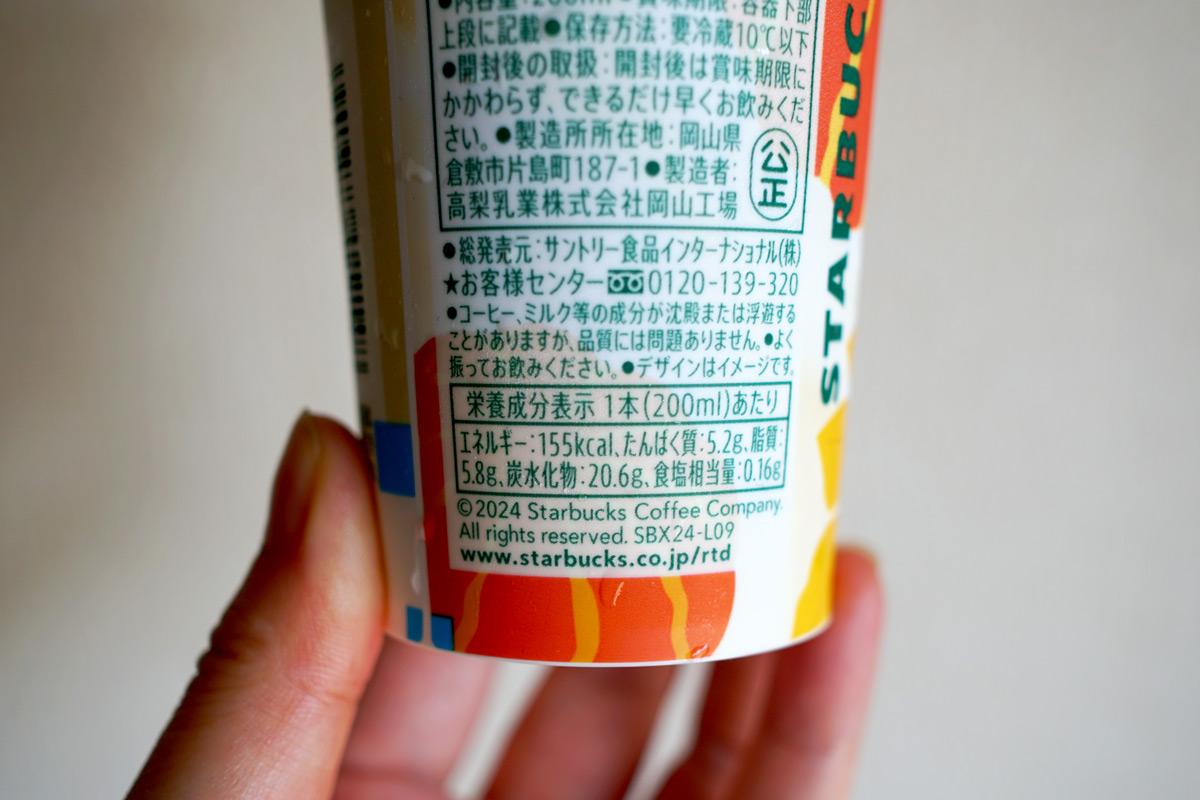 ●内容量：200ml●賞味期限：容器下部
上段に記載●保存方法：要冷蔵10℃以下
●開封後の取扱：開封後は賞味期限に
かかわらず、できるだけ早くお飲みくだ
さい。●製造所所在地：岡山県
倉敷市片島町187-1●製造者：
高梨乳業株式会社岡山工場
公正
●総発売元：サントリー食品インターナショナル(株)
★お客様センター 0120-139-320
●コーヒー、ミルク等の成分が沈殿または浮遊する
ことがありますが、品質には問題ありません。●よく
振ってお飲みください。●デザインはイメージです。
栄養成分表示 1本(200ml)あたり
エネルギー：155kcal、たんぱく質：5.2g、脂質：
5.8g、炭水化物：20.6g、食塩相当量：0.16g
©2024 Starbucks Coffee Company.
All rights reserved. SBX24-L09
www.starbucks.co.jp/rtd
STARBUC